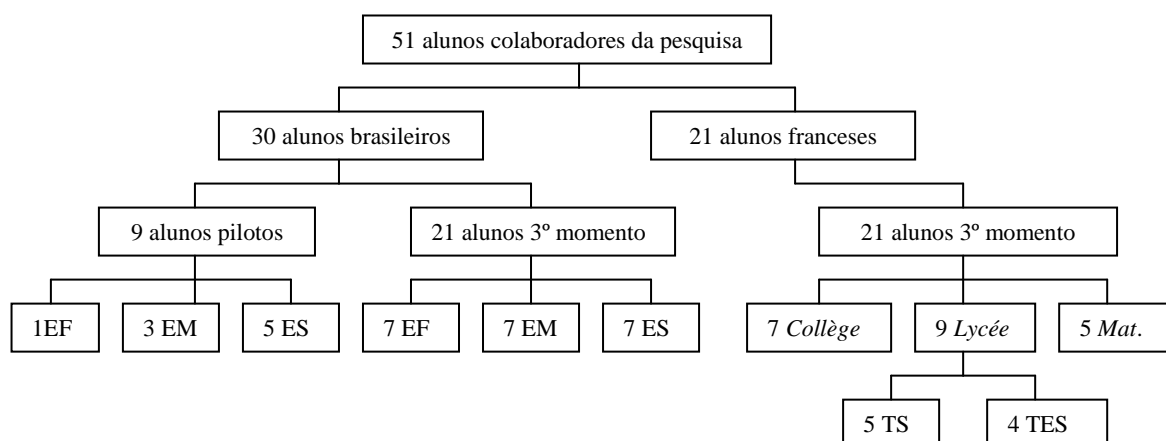 51 alunos colaboradores da pesquisa
30 alunos brasileiros
21 alunos franceses
9 alunos pilotos
21 alunos 3º momento
21 alunos 3º momento
1EF
3 EM
5 ES
7 EF
7 EM
7 ES
7 Collège
9 Lycée
5 Mat.
5 TS
4 TES